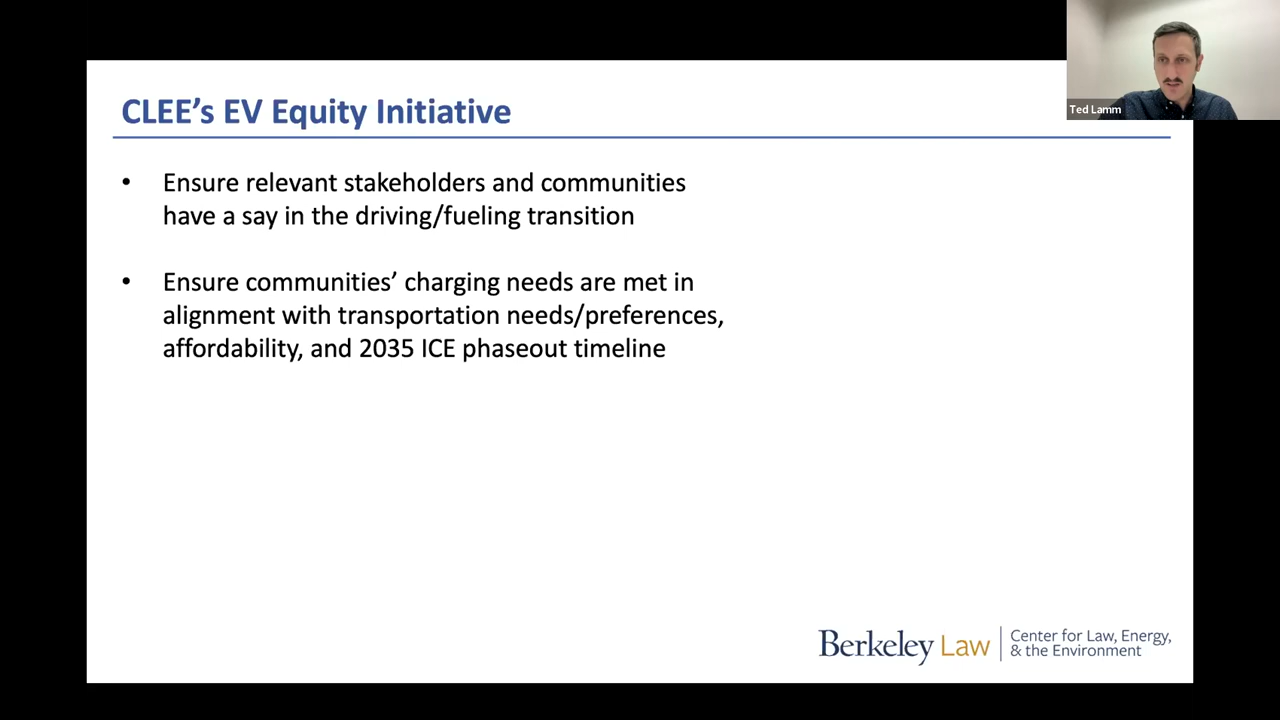 Ted Lamm
CLEE’s EV Equity Initiative
• Ensure relevant stakeholders and communities
have a say in the driving/fueling transition
• Ensure communities’ charging needs are met in
alignment with transportation needs/preferences,
affordability, and 2035 ICE phaseout timeline
Berkeley Law
Center for Law, Energy,
& the Environment